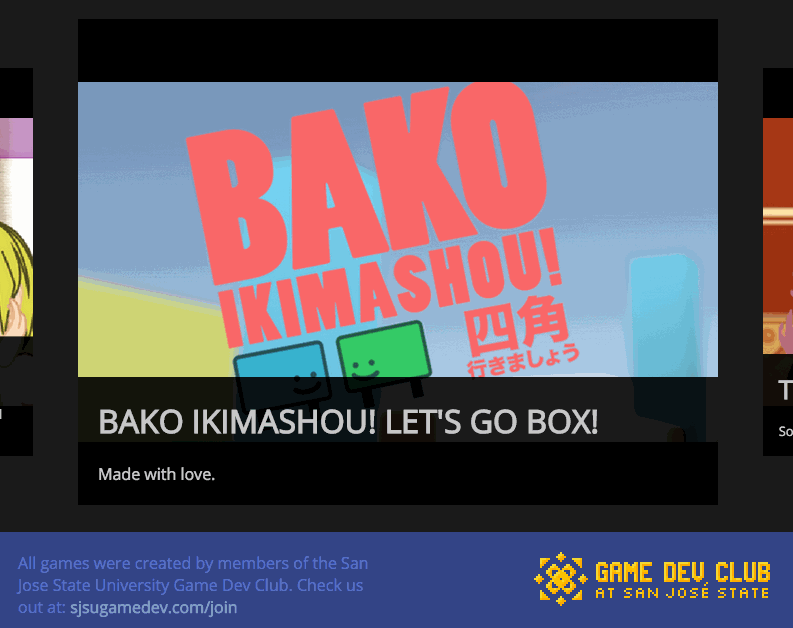 BAKO
IKIMASHOU!
四角
行きましょう
BAKO IKIMASHOU! LET'S GO BOX!
Made with love.
T
So
All games were created by members of the San
Jose State University Game Dev Club. Check us
out at: sjsugamedev.com/join
GAME DEV CLUB
AT SAN JOSÉ STATE